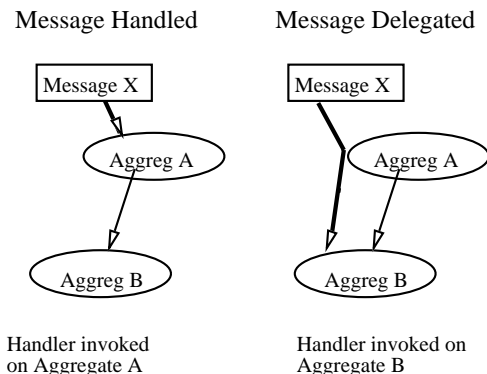 Message Handled
Message X
Aggreg A
Aggreg B
Handler invoked
on Aggregate A
Message Delegated
Message X
Aggreg A
Aggreg B
Handler invoked on
Aggregate B